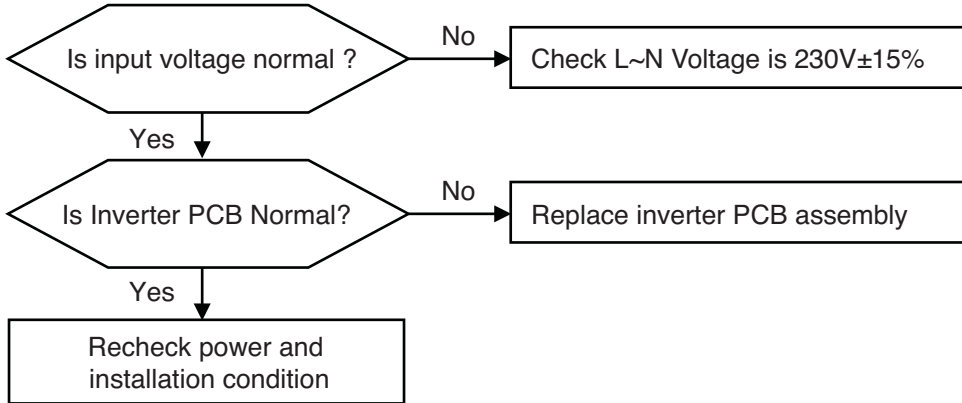 Is input voltage normal ?
No
Check L~N Voltage is 230V±15%
Yes
Is Inverter PCB Normal?
No
Replace inverter PCB assembly
Yes
Recheck power and
installation condition